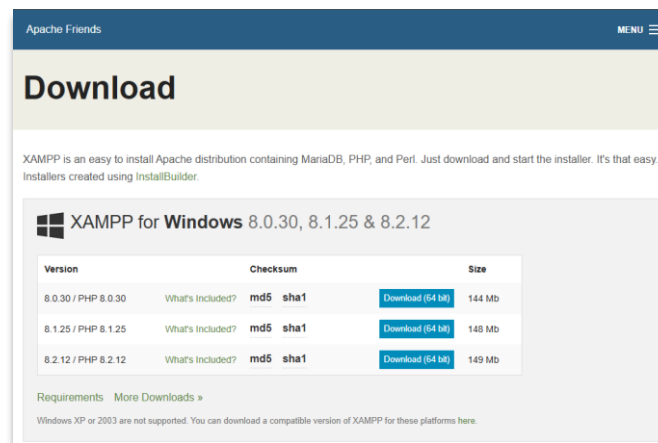 Apache Friends MENU
Download
XAMPP is an easy to install Apache distribution containing MariaDB, PHP, and Perl. Just download and start the installer. It's that easy.
Installers created using InstallBuilder.
XAMPP for Windows 8.0.30, 8.1.25 & 8.2.12
Version Checksum Size
8.0.30 / PHP 8.0.30 What's Included? md5 sha1 Download (64 bit) 144 Mb
8.1.25 / PHP 8.1.25 What's Included? md5 sha1 Download (64 bit) 148 Mb
8.2.12 / PHP 8.2.12 What's Included? md5 sha1 Download (64 bit) 149 Mb
Requirements More Downloads »
Windows XP or 2003 are not supported. You can download a compatible version of XAMPP for these platforms here.